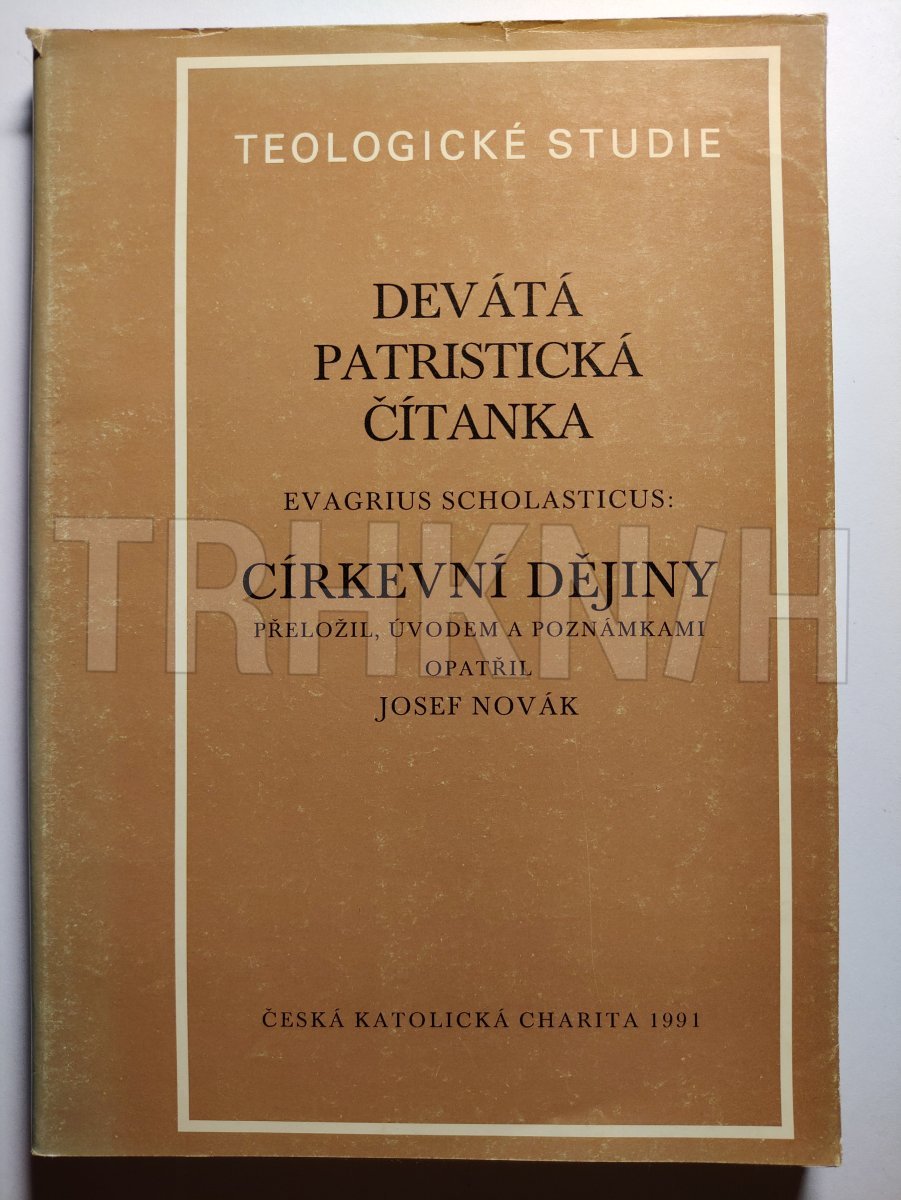 TEOLOGICKÉ STUDIE
DEVÁTÁ
PATRISTICKÁ
ČÍTANKA
EVAGRIUS SCHOLASTICUS:
TRHKNIH
CÍRKEVNÍ DĚJINY
PŘELOŽIL, ÚVODEM A POZNÁMKAMI
OPATŘIL
JOSEF NOVÁK
ČESKÁ KATOLICKÁ CHARITA 1991